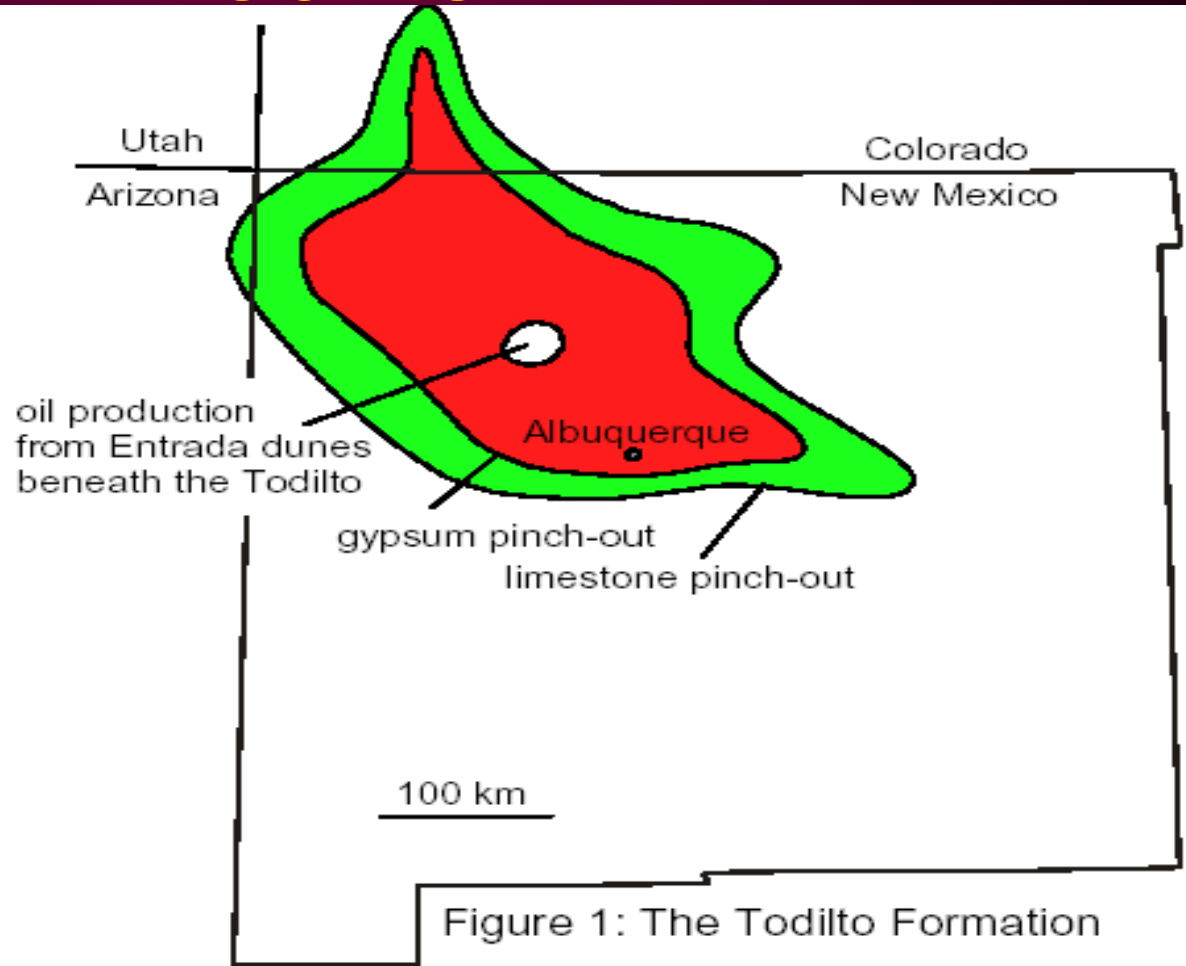 Utah
Colorado
Arizona
New Mexico
oil production
from Entrada dunes
beneath the Todilto
Albuquerque
gypsum pinch-out
limestone pinch-out
100 km
Figure 1: The Todilto Formation